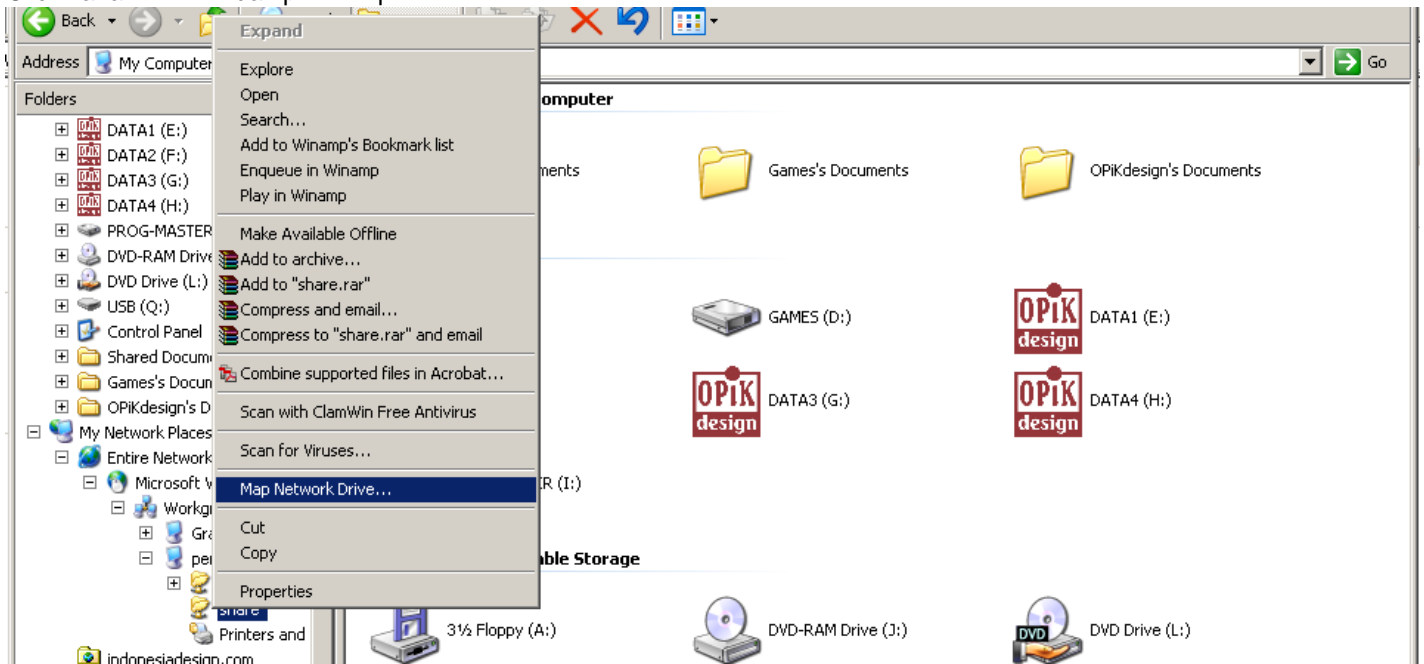 Back
Address My Computer Go
Folders
DATA1 (E:)
DATA2 (F:)
DATA3 (G:)
DATA4 (H:)
PROG-MASTER
DVD-RAM Drive
DVD Drive (L:)
USB (Q:)
Control Panel
Shared Docum
Games's Docum
OPiKdesign's D
My Network Places
Entire Network
Microsoft
Workg
Gra
per
share
Printers and
indonesiadesign.com
Expand
Explore
Open
Search...
Add to Winamp's Bookmark list
Enqueue in Winamp
Play in Winamp
Make Available Offline
Add to archive...
Add to "share.rar"
Compress and email...
Compress to "share.rar" and email
Combine supported files in Acrobat...
Scan with ClamWin Free Antivirus
Scan for Viruses...
Map Network Drive...
Cut
Copy
Properties
omputer
ments
Games's Documents
OPiKdesign's Documents
GAMES (D:)
OPiK design DATA1 (E:)
OPiK design DATA3 (G:)
OPiK design DATA4 (H:)
ER (I:)
able Storage
3½ Floppy (A:)
DVD-RAM Drive (J:)
DVD DVD Drive (L:)